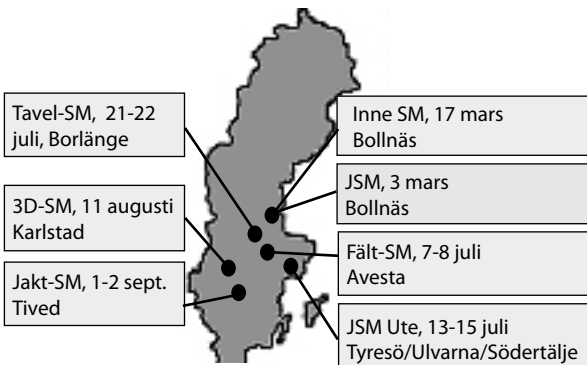 Tavel-SM, 21-22
juli, Borlänge
3D-SM, 11 augusti
Karlstad
Jakt-SM, 1-2 sept.
Tived
Inne SM, 17 mars
Bollnäs
JSM, 3 mars
Bollnäs
Fält-SM, 7-8 juli
Avesta
JSM Ute, 13-15 juli
Tyresö/Ulvarna/Södertälje